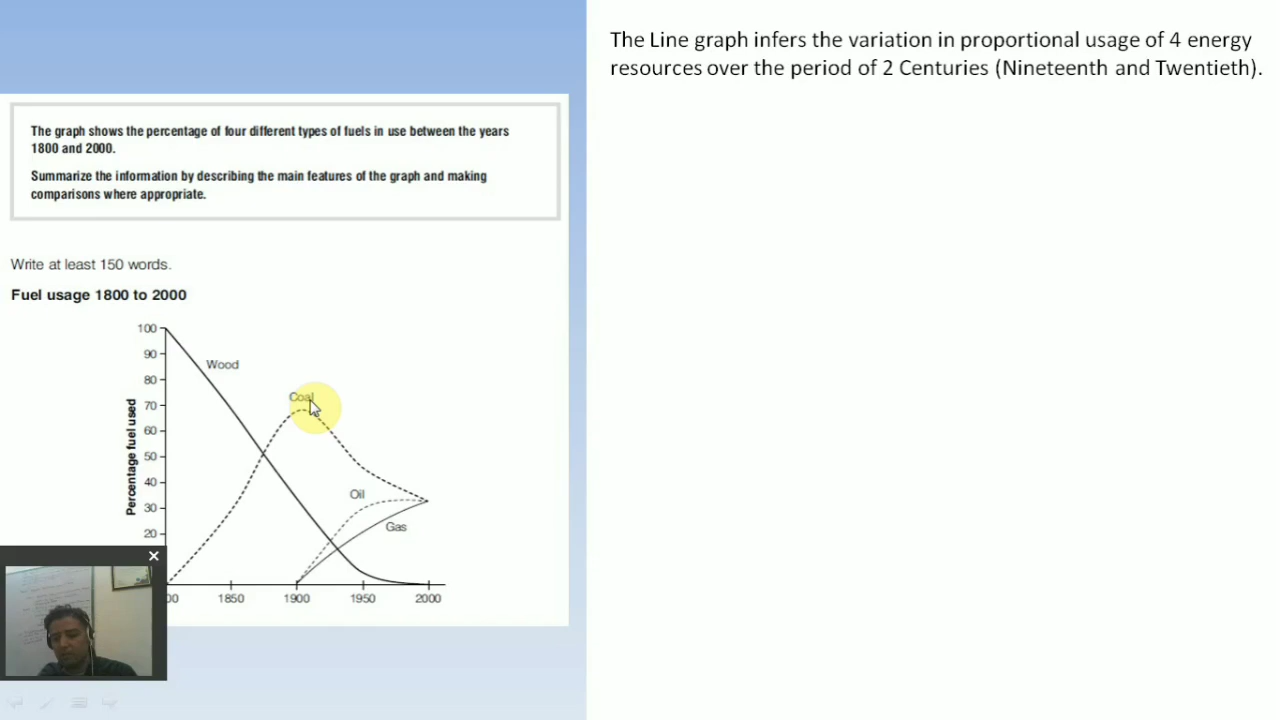 The Line graph infers the variation in proportional usage of 4 energy
resources over the period of 2 Centuries (Nineteenth and Twentieth).
The graph shows the percentage of four different types of fuels in use between the years
1800 and 2000.
Summarize the information by describing the main features of the graph and making
comparisons where appropriate.
Write at least 150 words.
Fuel usage 1800 to 2000
Percentage fuel used
100
90
80
70
60
50
40
30
20
Wood
Coal
Oil
Gas
00 1850 1900 1950 2000